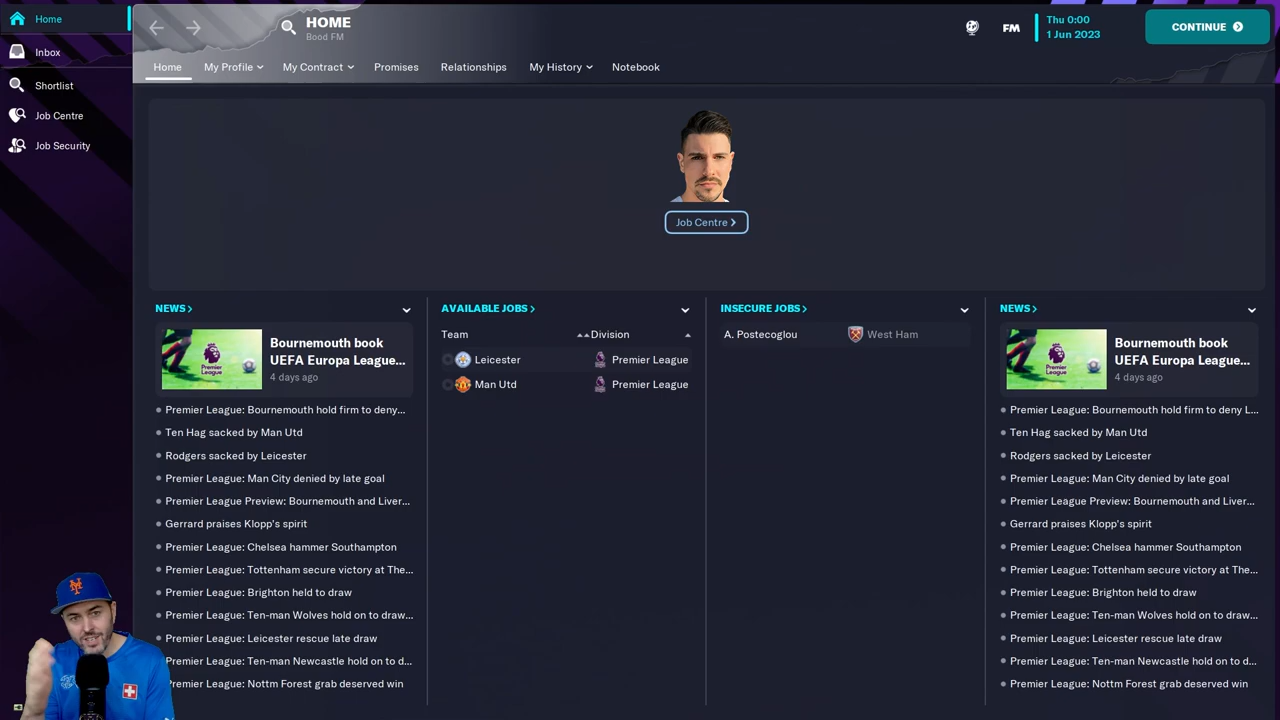 Home
Inbox
Shortlist
Job Centre
Job Security
HOME
Bood FM
FM
Thu 0:00
1 Jun 2023
CONTINUE
Home
My Profile
My Contract
Promises
Relationships
My History
Notebook
Job Centre
NEWS
Bournemouth book
UEFA Europa League...
4 days ago
Premier League: Bournemouth hold firm to deny...
Ten Hag sacked by Man Utd
Rodgers sacked by Leicester
Premier League: Man City denied by late goal
Premier League Preview: Bournemouth and Liver...
Gerrard praises Klopp's spirit
Premier League: Chelsea hammer Southampton
Premier League: Tottenham secure victory at The...
Premier League: Brighton held to draw
Premier League: Ten-man Wolves hold on to draw...
Premier League: Leicester rescue late draw
Premier League: Ten-man Newcastle hold on to d...
Premier League: Nottm Forest grab deserved win
AVAILABLE JOBS
Team Division
Leicester Premier League
Man Utd Premier League
INSECURE JOBS
A. Postecoglou West Ham
NEWS
Bournemouth book
UEFA Europa League...
4 days ago
Premier League: Bournemouth hold firm to deny L...
Ten Hag sacked by Man Utd
Rodgers sacked by Leicester
Premier League: Man City denied by late goal
Premier League Preview: Bournemouth and Liver...
Gerrard praises Klopp's spirit
Premier League: Chelsea hammer Southampton
Premier League: Tottenham secure victory at The...
Premier League: Brighton held to draw
Premier League: Ten-man Wolves hold on to draw...
Premier League: Leicester rescue late draw
Premier League: Ten-man Newcastle hold on to d...
Premier League: Nottm Forest grab deserved win